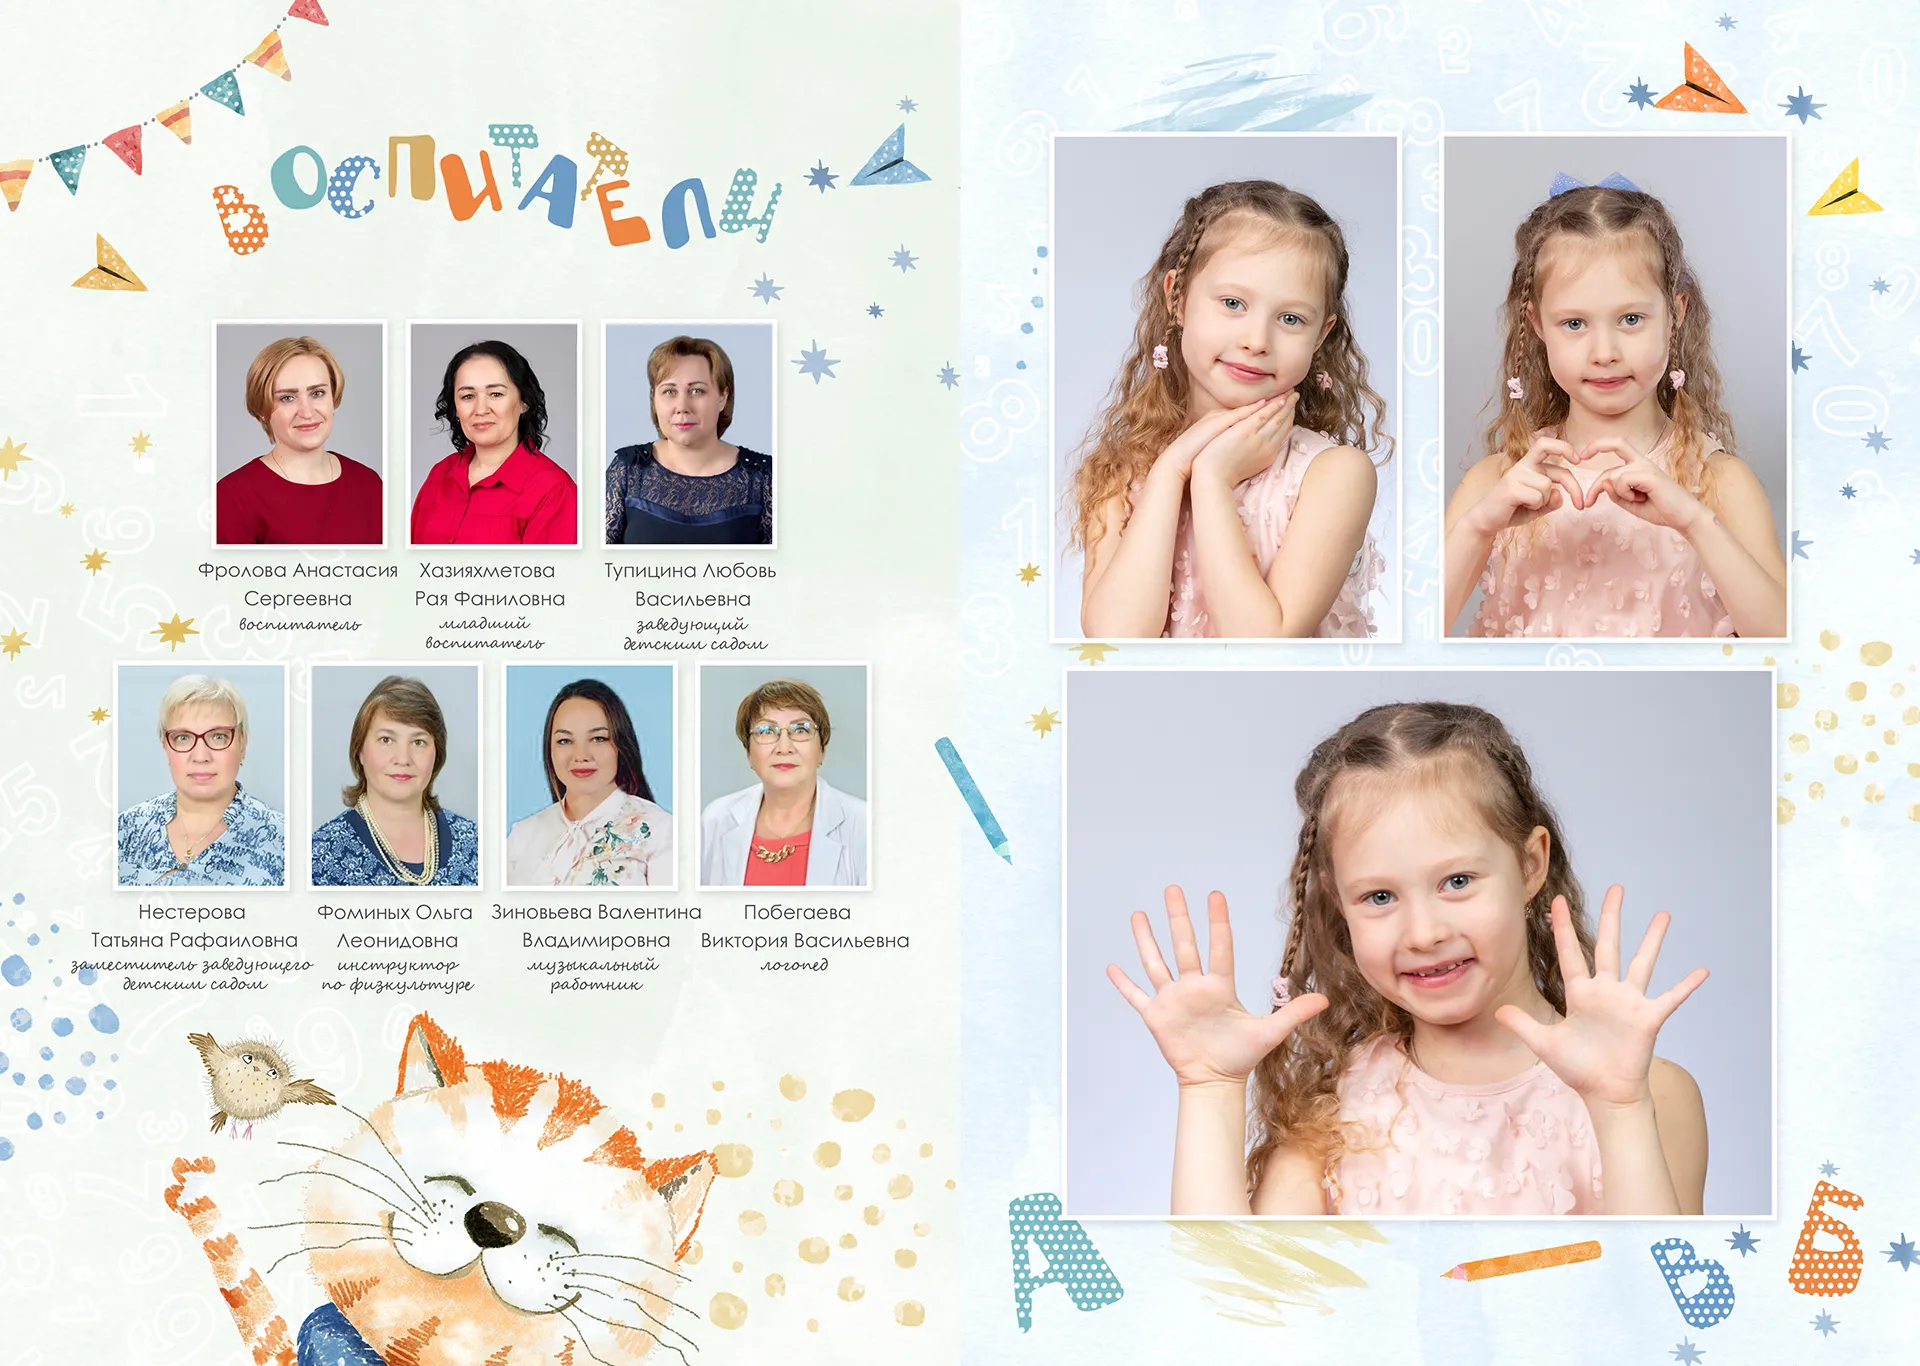 ВОСПИТАТЕЛИ
Фролова Анастасия
Сергеевна
воспитатель
Хазияхметова
Рая Фаниловна
младший
воспитатель
Тупицина Любовь
Васильевна
заведующий
детским садом
Нестерова
Татьяна Рафаиловна
заместитель заведующего
детским садом
Фоминых Ольга
Леонидовна
инструктор
по физкультуре
Зиновьева Валентина
Владимировна
музыкальный
работник
Побегаева
Виктория Васильевна
логопед
А
В
Б